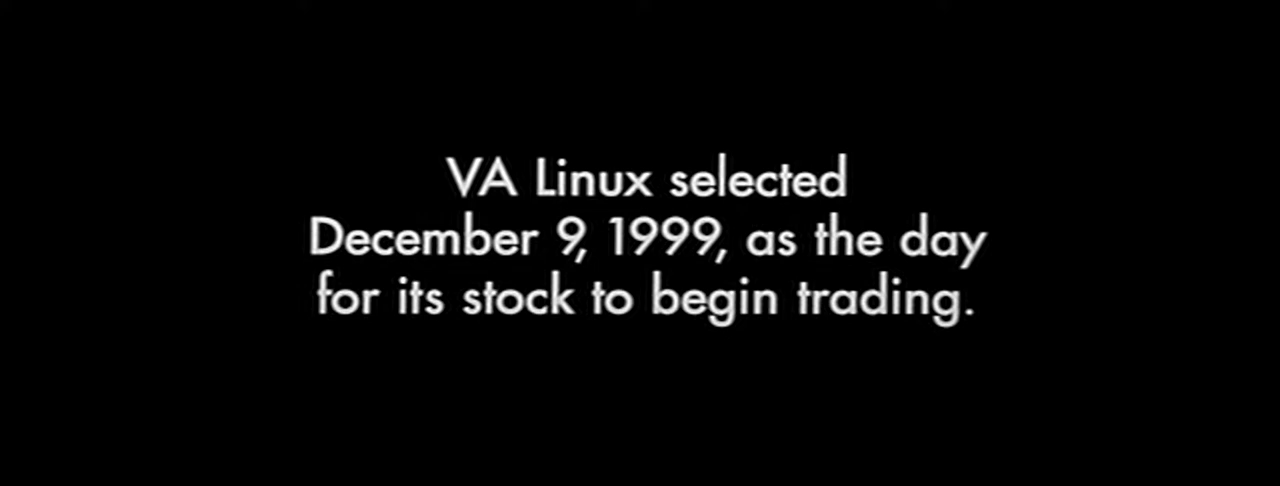 VA Linux selected
December 9, 1999, as the day
for its stock to begin trading.